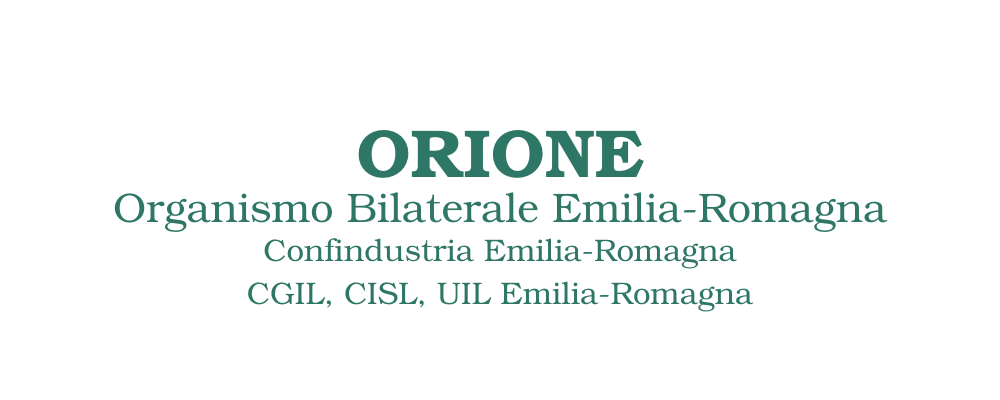 ORIONE
Organismo Bilaterale Emilia-Romagna
Confindustria Emilia-Romagna
CGIL, CISL, UIL Emilia-Romagna